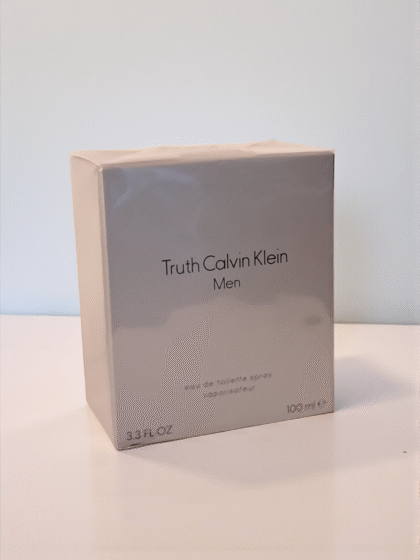 Truth Calvin Klein
Men
eau de toilette spray
vaporisateur
3.3 FL OZ
100 ml ℮